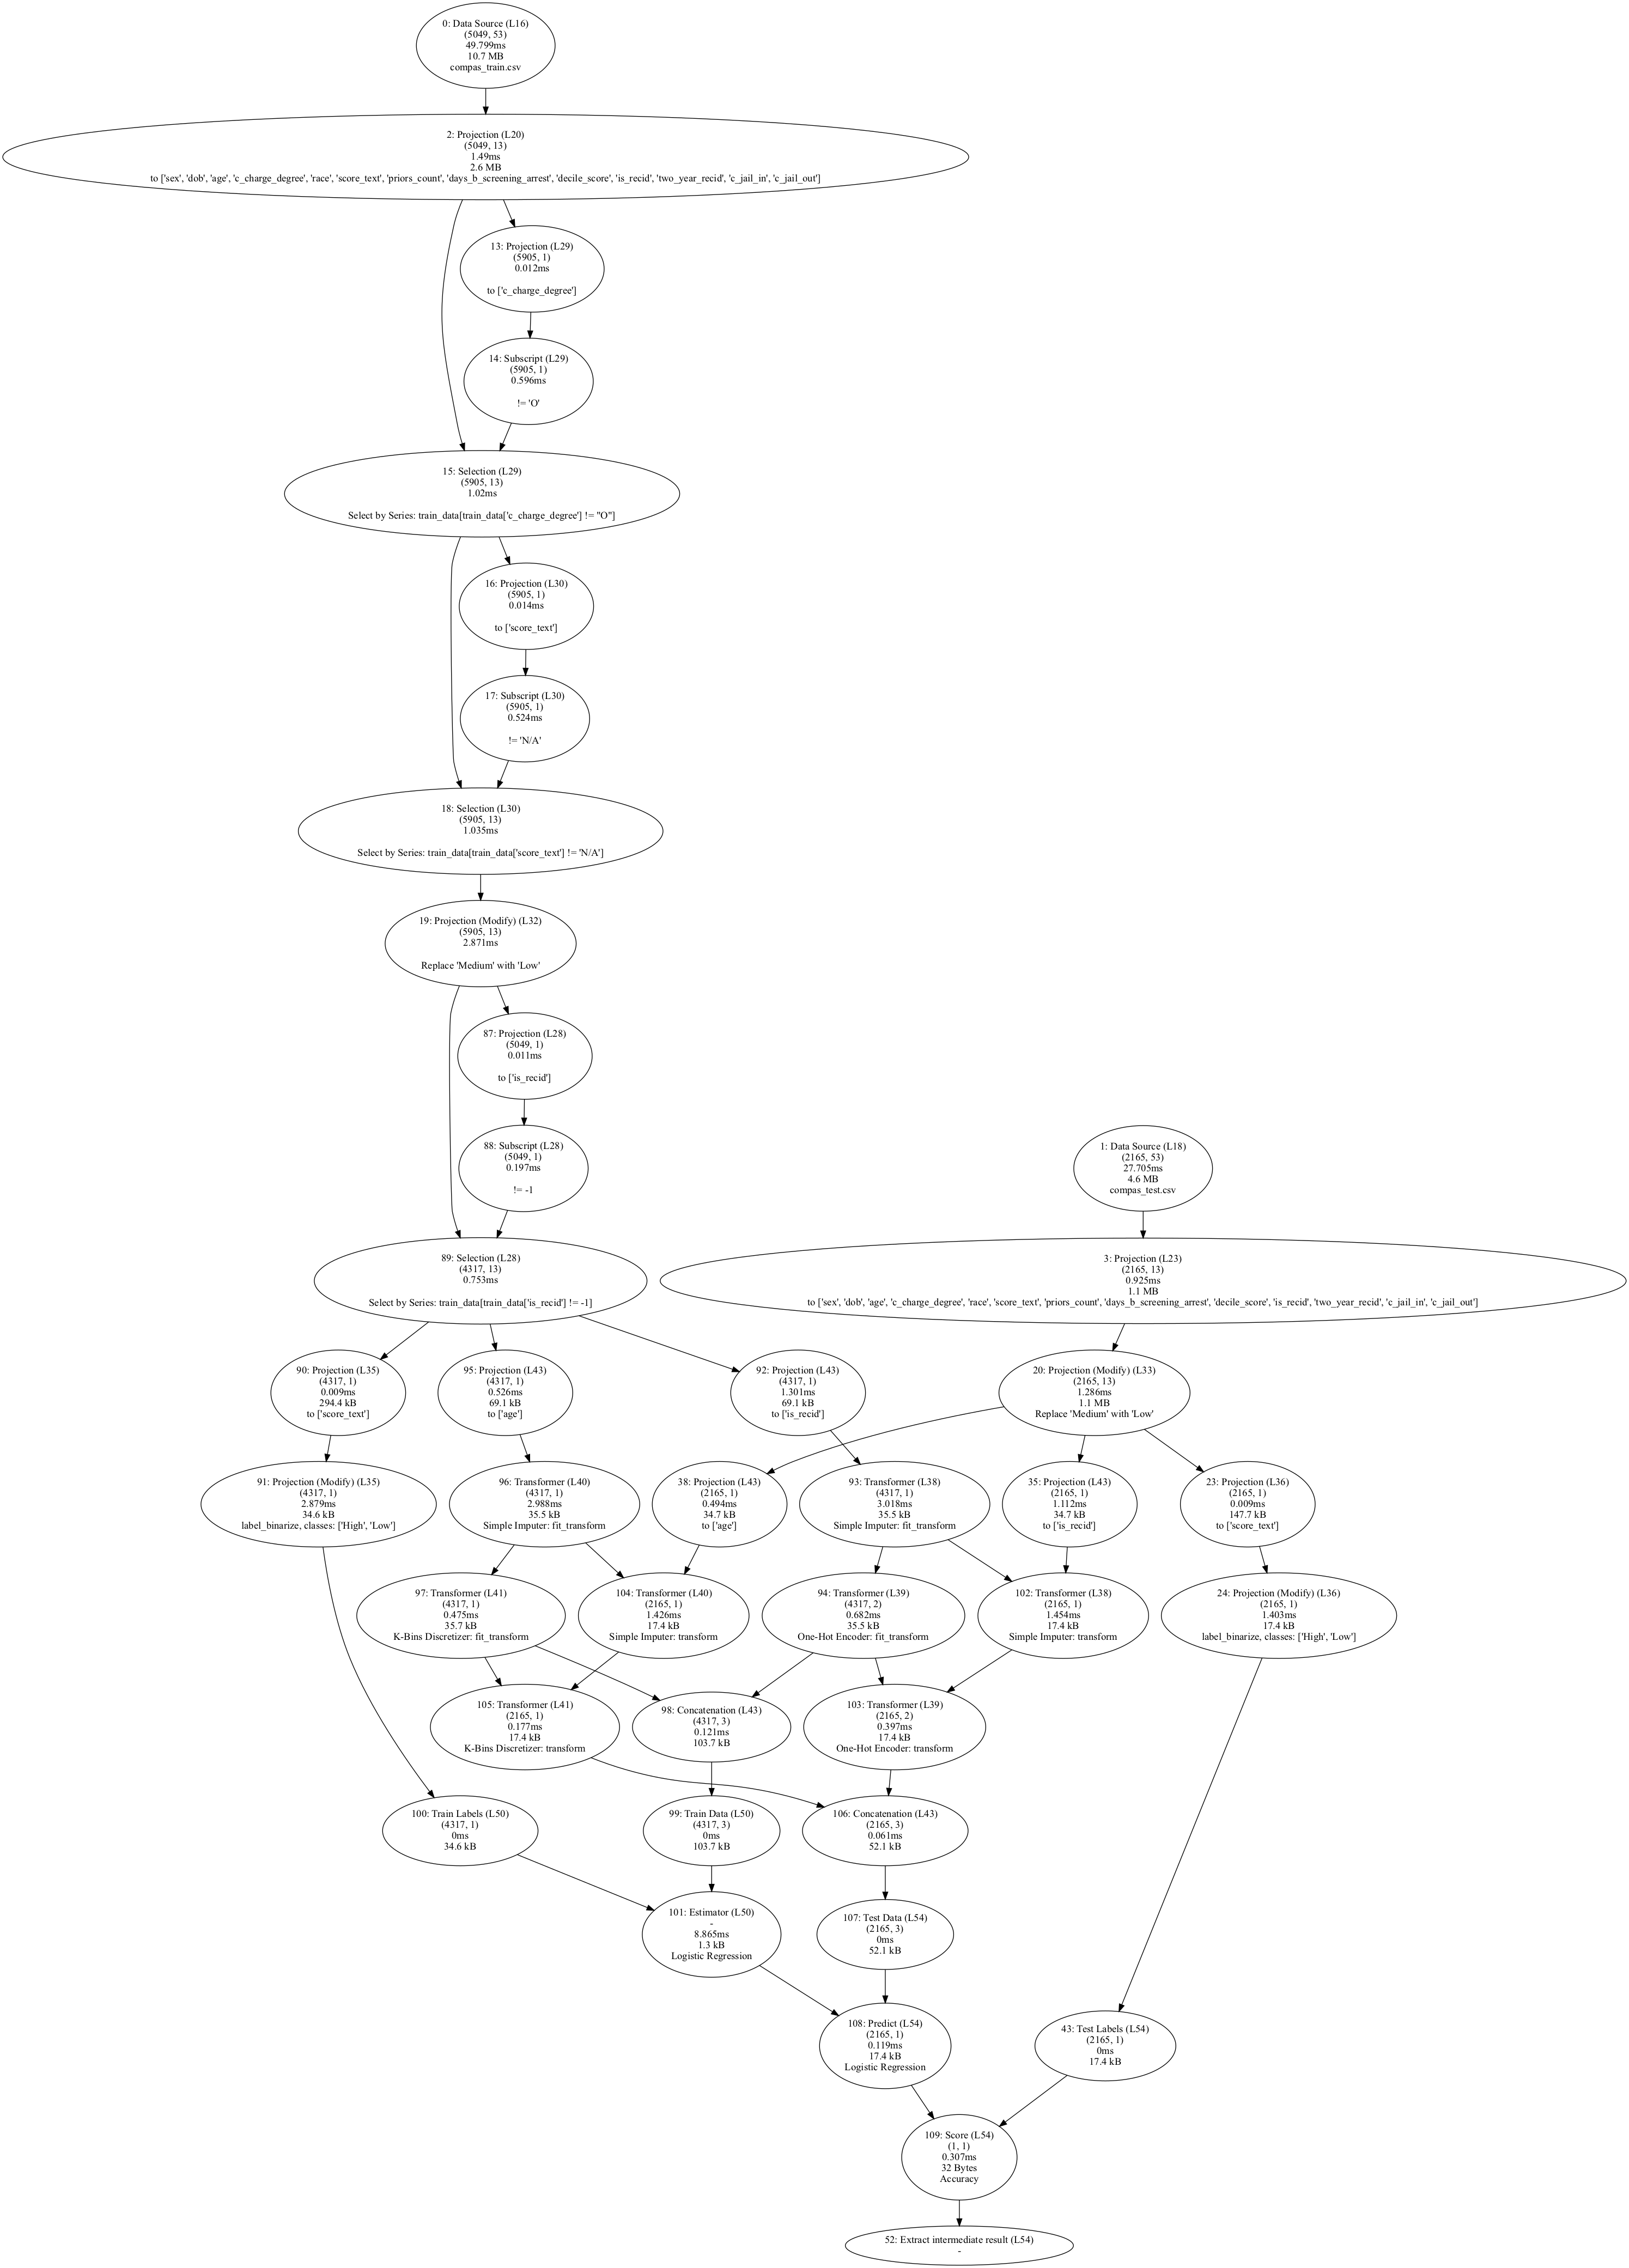 0: Data Source (L16)
(5049, 53)
49.799ms
10.7 MB
compas_train.csv
2: Projection (L20)
(5049, 13)
1.49ms
2.6 MB
to ['sex', 'dob', 'age', 'c_charge_degree', 'race', 'score_text', 'priors_count', 'days_b_screening_arrest', 'decile_score', 'is_recid', 'two_year_recid', 'c_jail_in', 'c_jail_out']
13: Projection (L29)
(5905, 1)
0.012ms
to ['c_charge_degree']
14: Subscript (L29)
(5905, 1)
0.596ms
!= 'O'
15: Selection (L29)
(5905, 13)
1.02ms
Select by Series: train_data[train_data['c_charge_degree'] != "O"]
16: Projection (L30)
(5905, 1)
0.014ms
to ['score_text']
17: Subscript (L30)
(5905, 1)
0.524ms
!= 'N/A'
18: Selection (L30)
(5905, 13)
1.035ms
Select by Series: train_data[train_data['score_text'] != 'N/A']
19: Projection (Modify) (L32)
(5905, 13)
2.871ms
Replace 'Medium' with 'Low'
87: Projection (L28)
(5049, 1)
0.011ms
to ['is_recid']
88: Subscript (L28)
(5049, 1)
0.197ms
!= -1
1: Data Source (L18)
(2165, 53)
27.705ms
4.6 MB
compas_test.csv
89: Selection (L28)
(4317, 13)
0.753ms
Select by Series: train_data[train_data['is_recid'] != -1]
3: Projection (L23)
(2165, 13)
0.925ms
1.1 MB
to ['sex', 'dob', 'age', 'c_charge_degree', 'race', 'score_text', 'priors_count', 'days_b_screening_arrest', 'decile_score', 'is_recid', 'two_year_recid', 'c_jail_in', 'c_jail_out']
90: Projection (L35)
(4317, 1)
0.009ms
294.4 kB
to ['score_text']
95: Projection (L43)
(4317, 1)
0.526ms
69.1 kB
to ['age']
92: Projection (L43)
(4317, 1)
1.301ms
69.1 kB
to ['is_recid']
20: Projection (Modify) (L33)
(2165, 13)
1.286ms
1.1 MB
Replace 'Medium' with 'Low'
91: Projection (Modify) (L35)
(4317, 1)
2.879ms
34.6 kB
label_binarize, classes: ['High', 'Low']
96: Transformer (L40)
(4317, 1)
2.988ms
35.5 kB
Simple Imputer: fit_transform
38: Projection (L43)
(2165, 1)
0.494ms
34.7 kB
to ['age']
93: Transformer (L38)
(4317, 1)
3.018ms
35.5 kB
Simple Imputer: fit_transform
35: Projection (L43)
(2165, 1)
1.112ms
34.7 kB
to ['is_recid']
23: Projection (L36)
(2165, 1)
0.009ms
147.7 kB
to ['score_text']
97: Transformer (L41)
(4317, 1)
0.475ms
35.7 kB
K-Bins Discretizer: fit_transform
104: Transformer (L40)
(2165, 1)
1.426ms
17.4 kB
Simple Imputer: transform
94: Transformer (L39)
(4317, 2)
0.682ms
35.5 kB
One-Hot Encoder: fit_transform
102: Transformer (L38)
(2165, 1)
1.454ms
17.4 kB
Simple Imputer: transform
24: Projection (Modify) (L36)
(2165, 1)
1.403ms
17.4 kB
label_binarize, classes: ['High', 'Low']
105: Transformer (L41)
(2165, 1)
0.177ms
17.4 kB
K-Bins Discretizer: transform
98: Concatenation (L43)
(4317, 3)
0.121ms
103.7 kB
103: Transformer (L39)
(2165, 2)
0.397ms
17.4 kB
One-Hot Encoder: transform
100: Train Labels (L50)
(4317, 1)
0ms
34.6 kB
99: Train Data (L50)
(4317, 3)
0ms
103.7 kB
106: Concatenation (L43)
(2165, 3)
0.061ms
52.1 kB
101: Estimator (L50)
-
8.865ms
1.3 kB
Logistic Regression
107: Test Data (L54)
(2165, 3)
0ms
52.1 kB
108: Predict (L54)
(2165, 1)
0.119ms
17.4 kB
Logistic Regression
43: Test Labels (L54)
(2165, 1)
0ms
17.4 kB
109: Score (L54)
(1, 1)
0.307ms
32 Bytes
Accuracy
52: Extract intermediate result (L54)
-